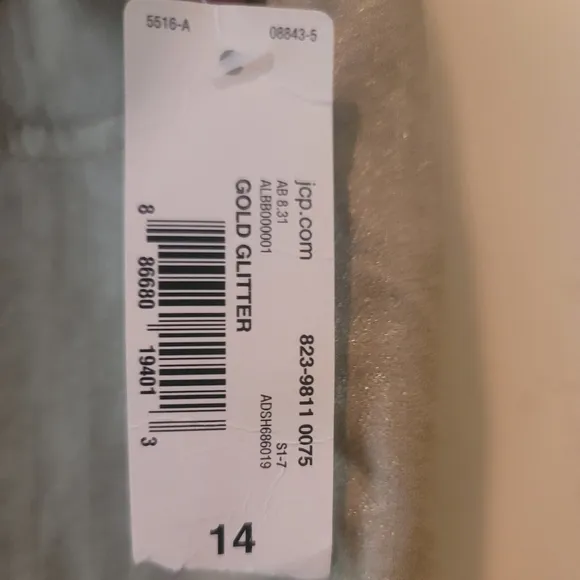 5516-A 08843-5
jcp.com 823-9811 0075
AB 8.31 S1-7
ALBB000001 ADSH686019
GOLD GLITTER
8 86680 19401 3
14